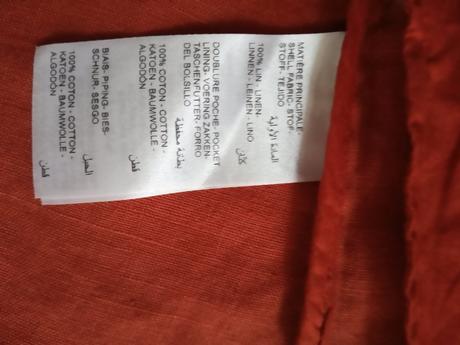 MATIÈRE PRINCIPALE-
SHELL FABRIC- STOF-
STOFF- TEJIDO
المادة الأولية
100% LIN - LINEN-
LINNEN - LEINEN - LINO
كتان
DOUBLURE POCHE- POCKET
LINING- VOERING ZAKKEN-
TASCHENFUTTER- FORRO
DEL BOLSILLO
بطانة محفظة
100% COTON - COTTON -
KATOEN - BAUMWOLLE -
ALGODON
قطن
BIAIS- PIPING- BIES-
SCHNUR- SESGO
الحبل
100% COTON - COTTON -
KATOEN - BAUMWOLLE -
ALGODON
قطن